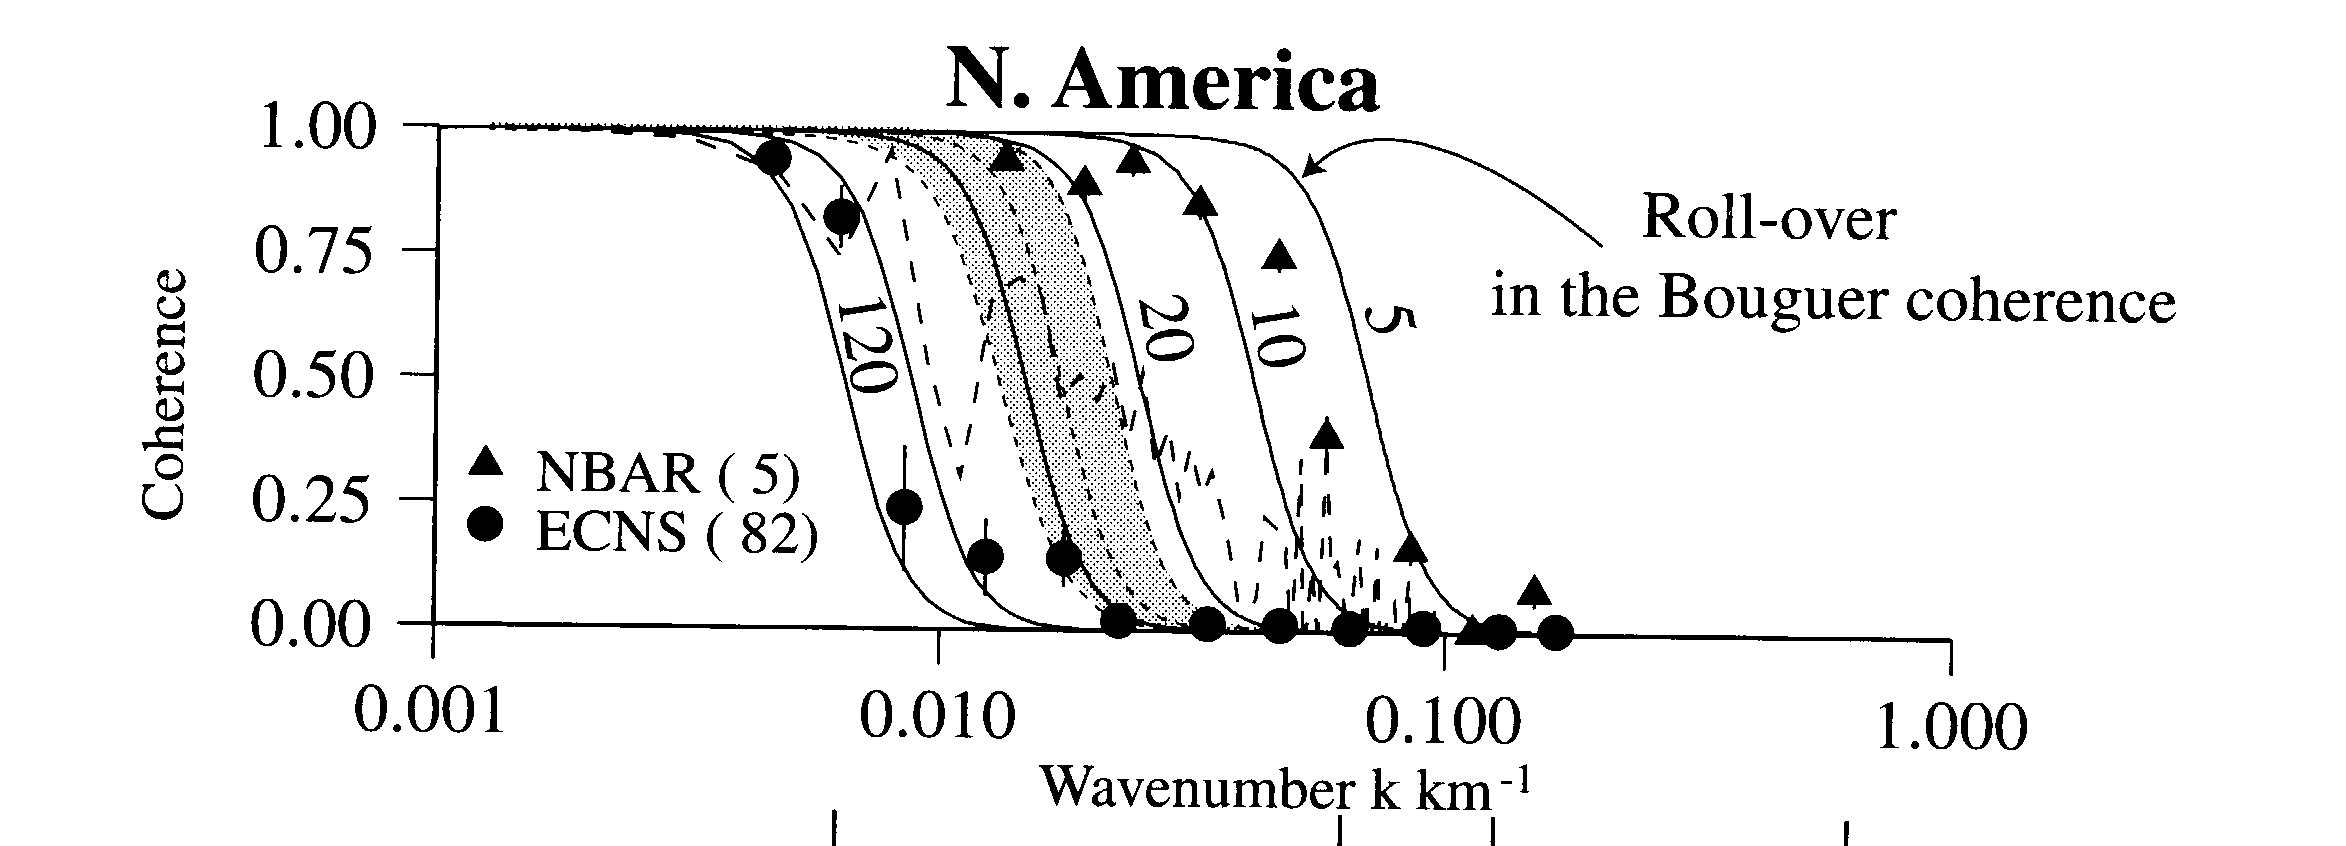 N. America
1.00
0.75
0.50
0.25
0.00
Coherence
120
20
10
5
Roll-over
in the Bouguer coherence
NBAR ( 5)
ECNS ( 82)
0.001
0.010
0.100
1.000
Wavenumber k km-1